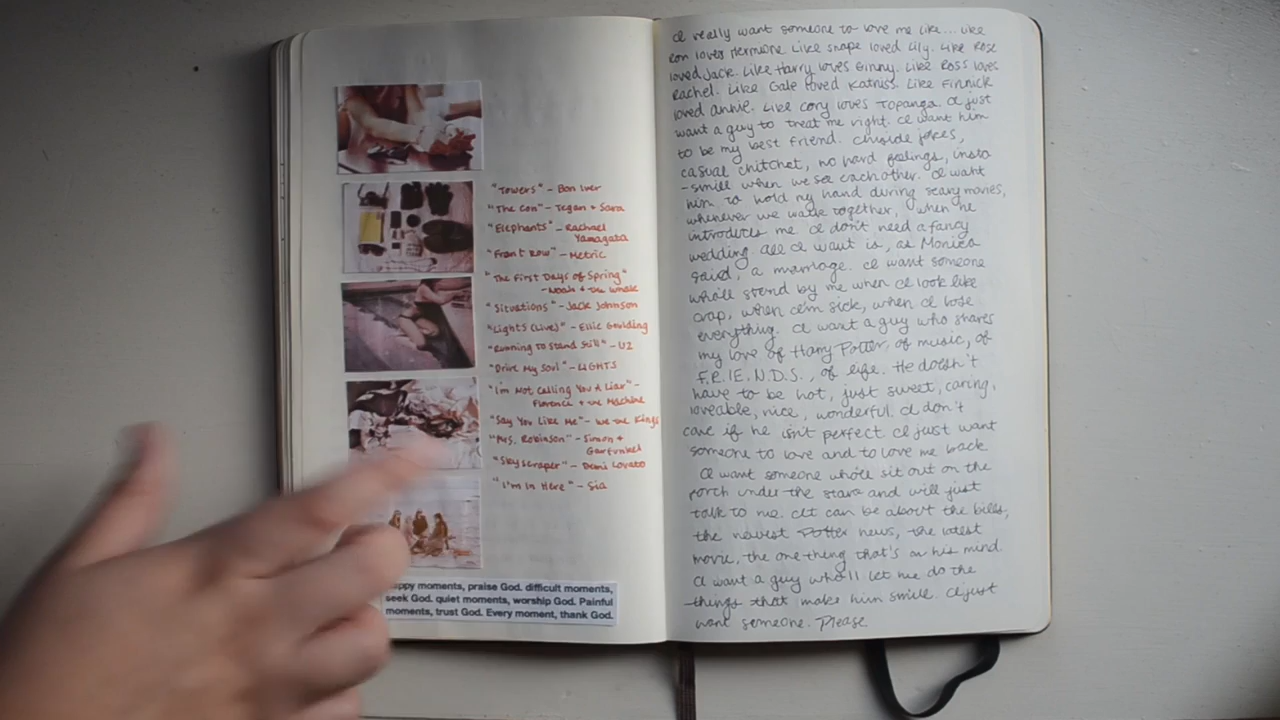 "Towers" - Bon Iver
"The Con" - Tegan + Sara
"Elephants" - Rachael
Yamagata
"Front Row" - Metric
"The First Days of Spring"
- Noah + the Whale
"Situations" - Jack Johnson
"Lights (Live)" - Ellie Goulding
"Running to Stand Still" - U2
"Drive My Soul" - LIGHTS
"I'm Not Calling You A Liar" -
Florence + the Machine
"Say You Like Me" - We the Kings
"Mrs. Robinson" - Simon +
Garfunkel
"Skyscraper" - Demi Lovato
"I'm In Here" - Sia
appy moments, praise God. difficult moments,
seek God. quiet moments, worship God. Painful
moments, trust God. Every moment, thank God.
I really want someone to love me like... like
Ron loves Hermione. Like Snape loved Lily. Like Rose
loved Jack. Like Harry loves Ginny. Like Ross loves
Rachel. Like Gale loved Katniss. Like Finnick
loved Annie. Like Cory loves Topanga. I just
want a guy to treat me right. I want him
to be my best friend. Inside jokes,
casual chitchat, no hard feelings, insta
-smile when we see each other. I want
him to hold my hand during scary movies,
whenever we walk together, when he
introduces me. I don't need a fancy
wedding. All I want is, as Monica
said, a marriage. I want someone
who'll stand by me when I look like
crap, when I'm sick, when I lose
everything. I want a guy who shares
my love of Harry Potter, of music, of
F.R.I.E.N.D.S., of life. He doesn't
have to be hot, just sweet, caring,
loveable, nice, wonderful. I don't
care if he isn't perfect. I just want
someone to love and to love me back.
I want someone who'll sit out on the
porch under the stars and will just
talk to me. It can be about the bills,
the newest Potter news, the latest
movie, the one thing that's on his mind.
I want a guy who'll let me do the
things that make him smile. I just
want someone. Please.